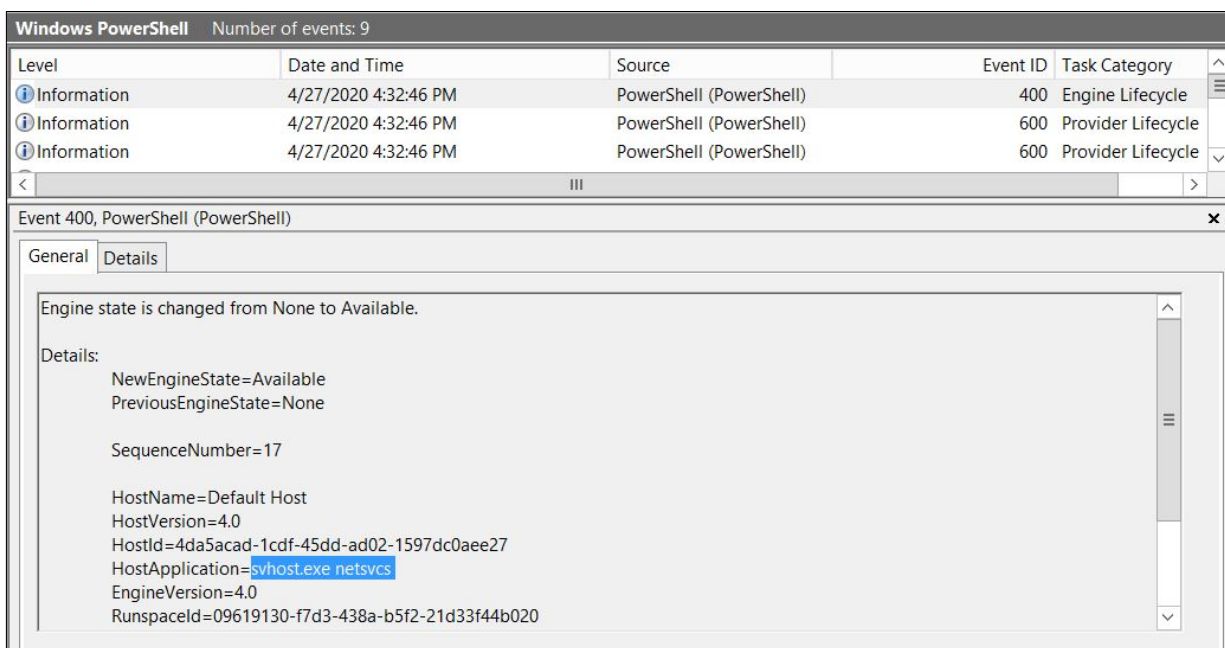 Windows PowerShell Number of events: 9
Level Date and Time Source Event ID Task Category
Information 4/27/2020 4:32:46 PM PowerShell (PowerShell) 400 Engine Lifecycle
Information 4/27/2020 4:32:46 PM PowerShell (PowerShell) 600 Provider Lifecycle
Information 4/27/2020 4:32:46 PM PowerShell (PowerShell) 600 Provider Lifecycle
Event 400, PowerShell (PowerShell)
General Details
Engine state is changed from None to Available.
Details:
NewEngineState=Available
PreviousEngineState=None
SequenceNumber=17
HostName=Default Host
HostVersion=4.0
HostId=4da5acad-1cdf-45dd-ad02-1597dc0aee27
HostApplication=svhost.exe netsvcs
EngineVersion=4.0
RunspaceId=09619130-f7d3-438a-b5f2-21d33f44b020